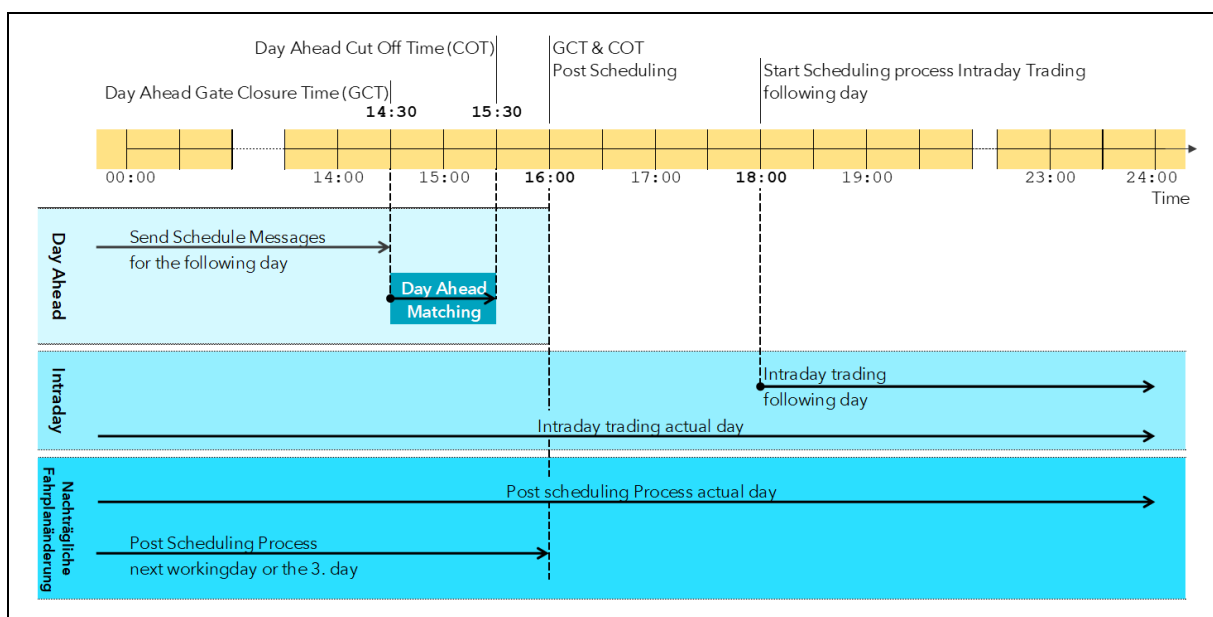 Day Ahead Cut Off Time (COT)
GCT & COT
Post Scheduling
Start Scheduling process Intraday Trading
following day
Day Ahead Gate Closure Time (GCT)
14:30
15:30
00:00
14:00
15:00
16:00
17:00
18:00
19:00
23:00
24:00
Time
Day Ahead
Send Schedule Messages
for the following day
Day Ahead
Matching
Intraday
Intraday trading
following day
Intraday trading actual day
Nachträgliche
Fahrplanänderung
Post scheduling Process actual day
Post Scheduling Process
next workingday or the 3. day